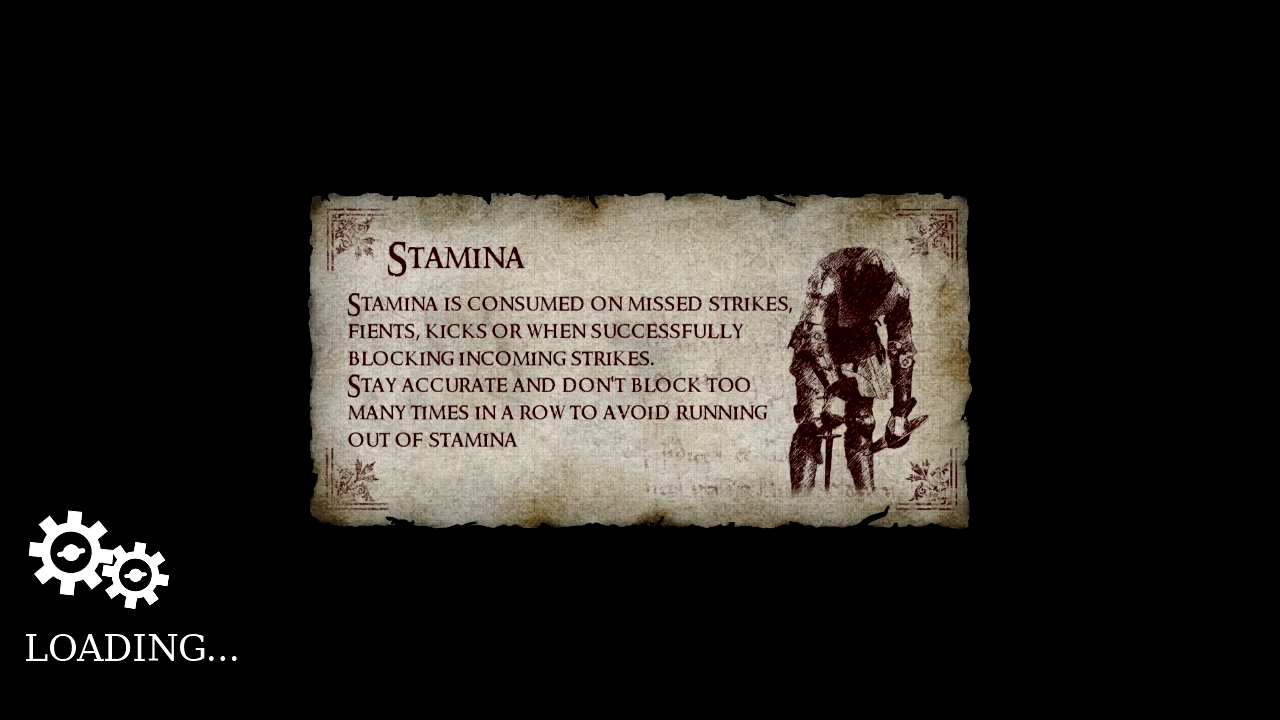 STAMINA
STAMINA IS CONSUMED ON MISSED STRIKES,
FIENTS, KICKS OR WHEN SUCCESSFULLY
BLOCKING INCOMING STRIKES.
STAY ACCURATE AND DON'T BLOCK TOO
MANY TIMES IN A ROW TO AVOID RUNNING
OUT OF STAMINA
LOADING...